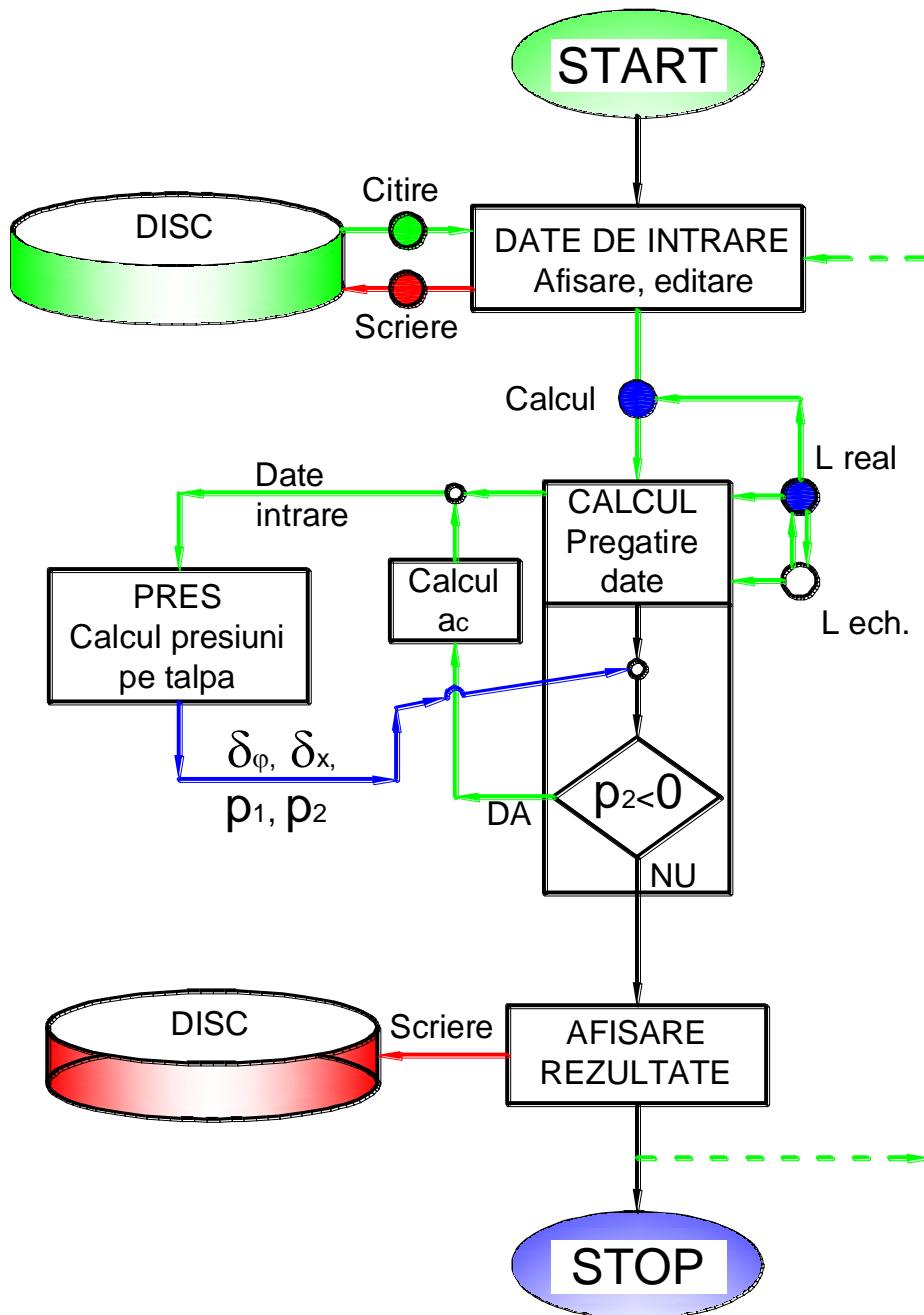 START
Citire
DISC
DATE DE INTRARE
Afisare, editare
Scriere
Calcul
L real
Date
intrare
CALCUL
Pregatire
date
Calcul
ac
PRES
Calcul presiuni
pe talpa
L ech.
δφ, δx,
p1, p2
p2<0
DA
NU
DISC
Scriere
AFISARE
REZULTATE
STOP